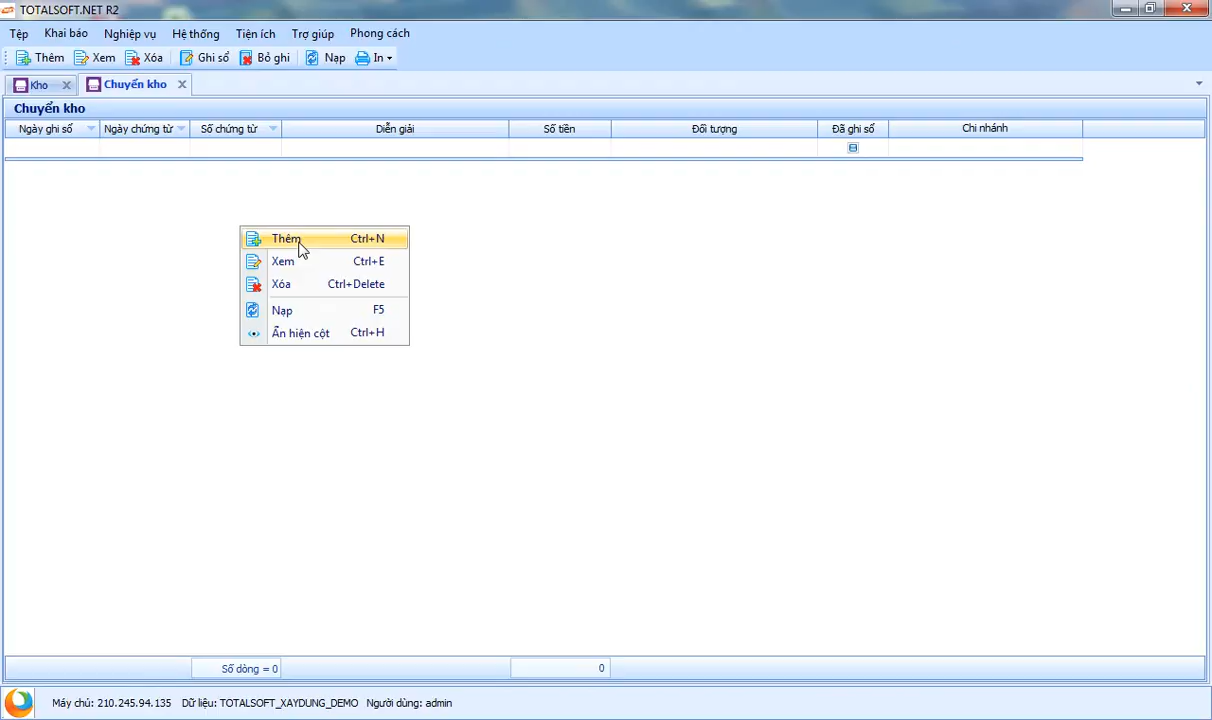 TOTALSOFT.NET R2
Tệp Khai báo Nghiệp vụ Hệ thống Tiện ích Trợ giúp Phong cách
Thêm Xem Xóa Ghi sổ Bỏ ghi Nạp In
Kho Chuyển kho
Chuyển kho
Ngày ghi sổ Ngày chứng từ Số chứng từ Diễn giải Số tiền Đối tượng Đã ghi sổ Chi nhánh
Thêm Ctrl+N
Xem Ctrl+E
Xóa Ctrl+Delete
Nạp F5
Ẩn hiện cột Ctrl+H
Số dòng = 0 0
Máy chủ: 210.245.94.135 Dữ liệu: TOTALSOFT_XAYDUNG_DEMO Người dùng: admin